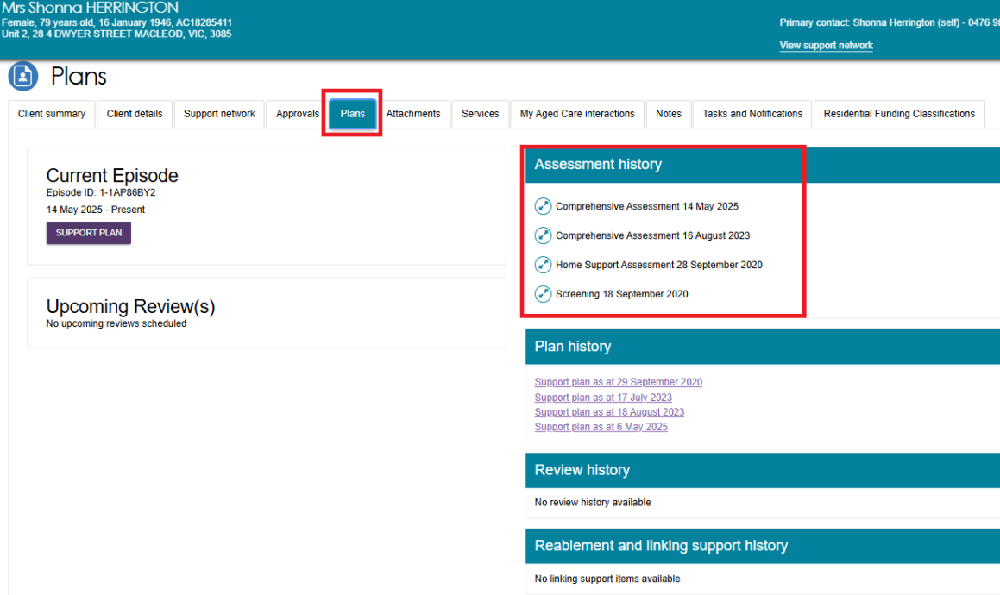 Mrs Shonna HERRINGTON
Female, 79 years old, 16 January 1946, AC18285411
Unit 2, 28 4 DWYER STREET MACLEOD, VIC, 3085
Primary contact: Shonna Herrington (self) - 0476 98
View support network
Plans
Client summary Client details Support network Approvals Plans Attachments Services My Aged Care interactions Notes Tasks and Notifications Residential Funding Classifications
Current Episode
Episode ID: 1-1AP86BY2
14 May 2025 - Present
SUPPORT PLAN
Upcoming Review(s)
No upcoming reviews scheduled
Assessment history
Comprehensive Assessment 14 May 2025
Comprehensive Assessment 16 August 2023
Home Support Assessment 28 September 2020
Screening 18 September 2020
Plan history
Support plan as at 29 September 2020
Support plan as at 17 July 2023
Support plan as at 18 August 2023
Support plan as at 6 May 2025
Review history
No review history available
Reablement and linking support history
No linking support items available